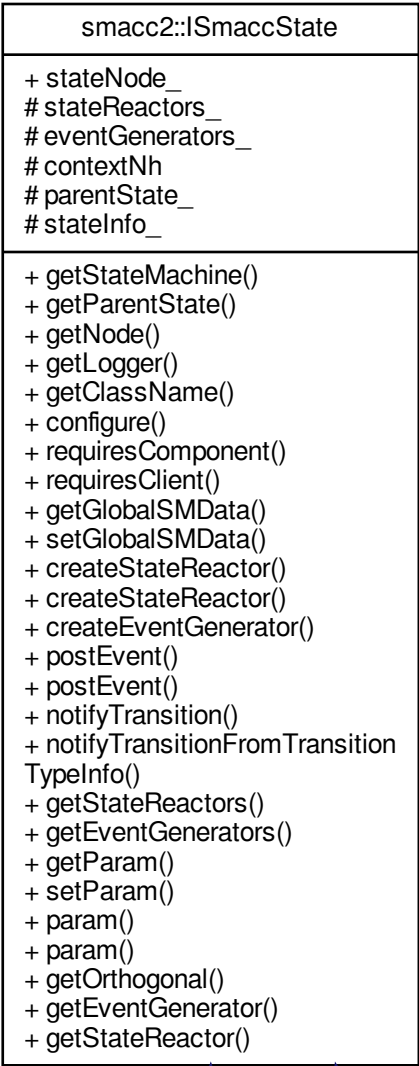 smacc2::ISmaccState
+ stateNode_
# stateReactors_
# eventGenerators_
# contextNh
# parentState_
# stateInfo_
+ getStateMachine()
+ getParentState()
+ getNode()
+ getLogger()
+ getClassName()
+ configure()
+ requiresComponent()
+ requiresClient()
+ getGlobalSMData()
+ setGlobalSMData()
+ createStateReactor()
+ createStateReactor()
+ createEventGenerator()
+ postEvent()
+ postEvent()
+ notifyTransition()
+ notifyTransitionFromTransition
TypeInfo()
+ getStateReactors()
+ getEventGenerators()
+ getParam()
+ setParam()
+ param()
+ param()
+ getOrthogonal()
+ getEventGenerator()
+ getStateReactor()